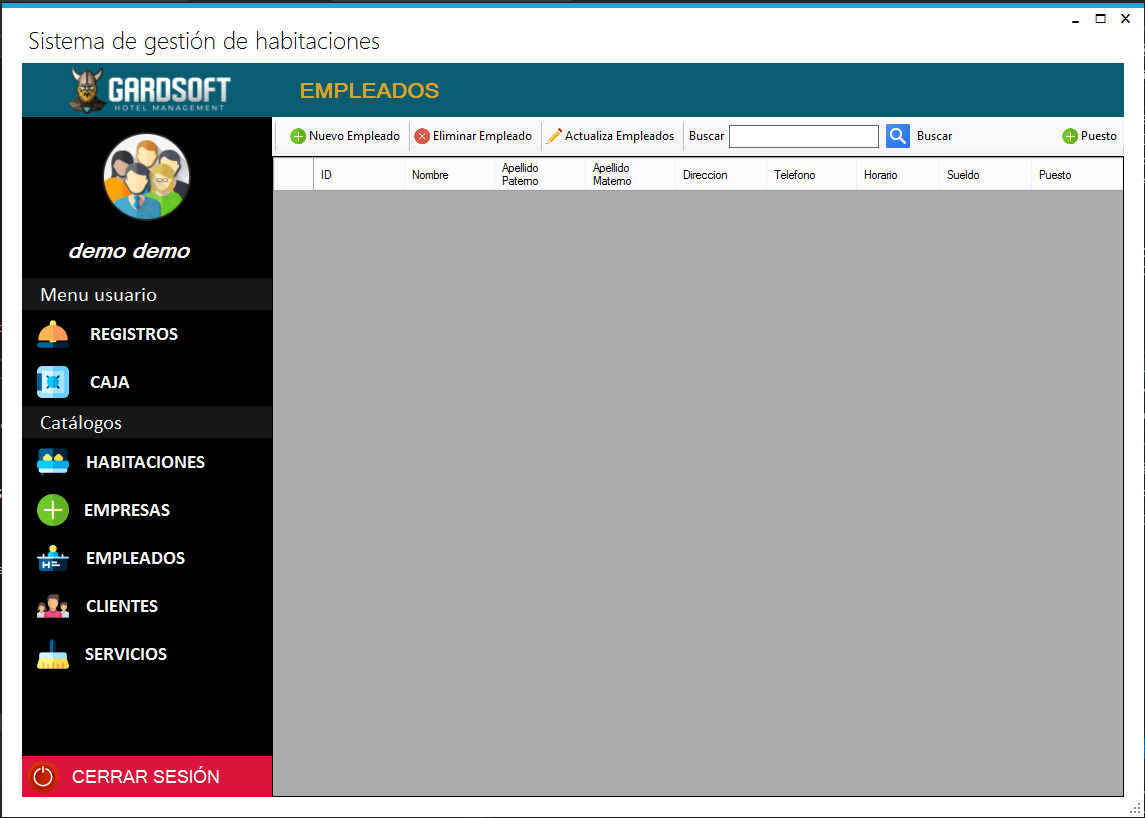 Sistema de gestión de habitaciones
GARDSOFT
HOTEL MANAGEMENT
EMPLEADOS
demo demo
Menu usuario
REGISTROS
CAJA
Catálogos
HABITACIONES
EMPRESAS
EMPLEADOS
CLIENTES
SERVICIOS
CERRAR SESIÓN
Nuevo Empleado Eliminar Empleado Actualiza Empleados Buscar Buscar Puesto
ID Nombre Apellido Paterno Apellido Materno Direccion Telefono Horario Sueldo Puesto